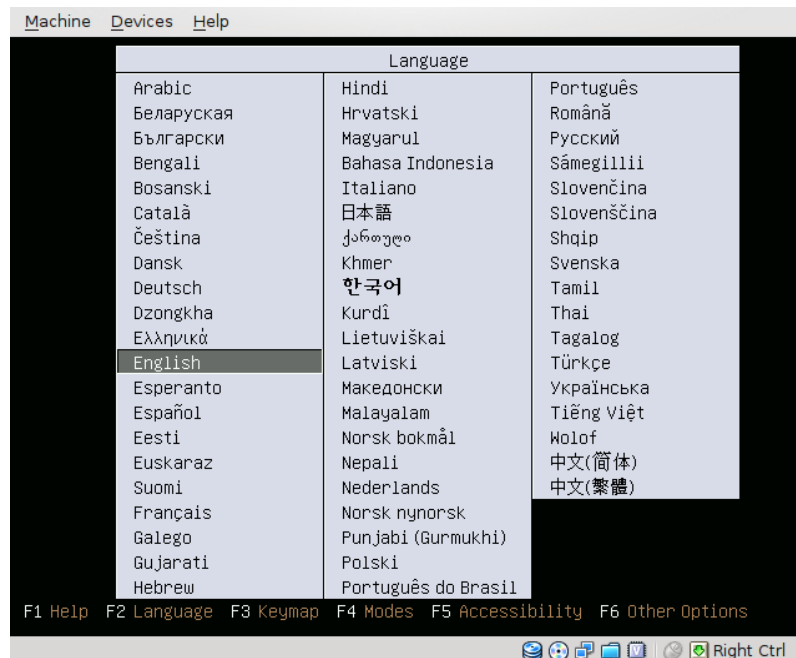 Machine Devices Help
Language
Arabic
Беларуская
Български
Bengali
Bosanski
Català
Čeština
Dansk
Deutsch
Dzongkha
Ελληνικά
English
Esperanto
Español
Eesti
Euskaraz
Suomi
Français
Galego
Gujarati
Hebrew
Hindi
Hrvatski
Magyarul
Bahasa Indonesia
Italiano
日本語
ქართული
Khmer
한국어
Kurdî
Lietuviškai
Latviski
Македонски
Malayalam
Norsk bokmål
Nepali
Nederlands
Norsk nynorsk
Punjabi (Gurmukhi)
Polski
Português do Brasil
Português
Română
Русский
Sámegillii
Slovenčina
Slovenščina
Shqip
Svenska
Tamil
Thai
Tagalog
Türkçe
Українська
Tiếng Việt
Wolof
中文(简体)
中文(繁體)
F1 Help F2 Language F3 Keymap F4 Modes F5 Accessibility F6 Other Options
Right Ctrl